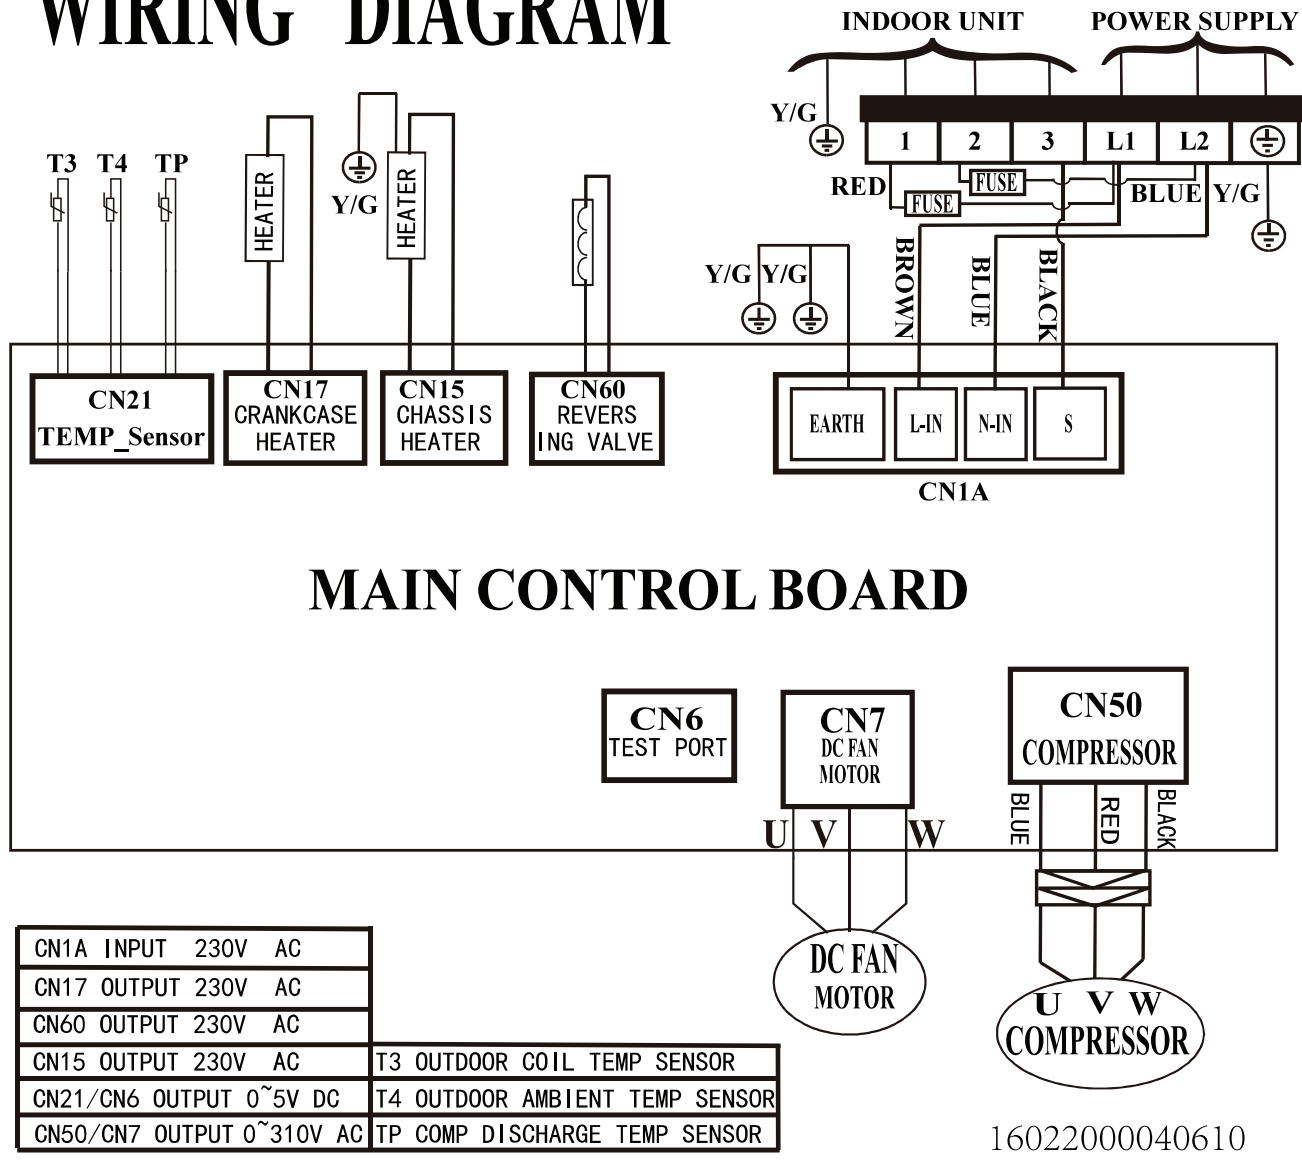 WIRING DIAGRAM
INDOOR UNIT
POWER SUPPLY
Y/G
1
2
3
L1
L2
RED
FUSE
FUSE
BLUE
Y/G
T3
T4
TP
HEATER
Y/G
HEATER
Y/G
Y/G
BROWN
BLUE
BLACK
CN21
TEMP_Sensor
CN17
CRANKCASE
HEATER
CN15
CHASSIS
HEATER
CN60
REVERS
ING VALVE
EARTH
L-IN
N-IN
S
CN1A
MAIN CONTROL BOARD
CN6
TEST PORT
CN7
DC FAN
MOTOR
CN50
COMPRESSOR
U
V
W
BLUE
RED
BLACK
DC FAN
MOTOR
U V W
COMPRESSOR
CN1A INPUT 230V AC
CN17 OUTPUT 230V AC
CN60 OUTPUT 230V AC
CN15 OUTPUT 230V AC
T3 OUTDOOR COIL TEMP SENSOR
CN21/CN6 OUTPUT 0~5V DC
T4 OUTDOOR AMBIENT TEMP SENSOR
CN50/CN7 OUTPUT 0~310V AC
TP COMP DISCHARGE TEMP SENSOR
16022000040610